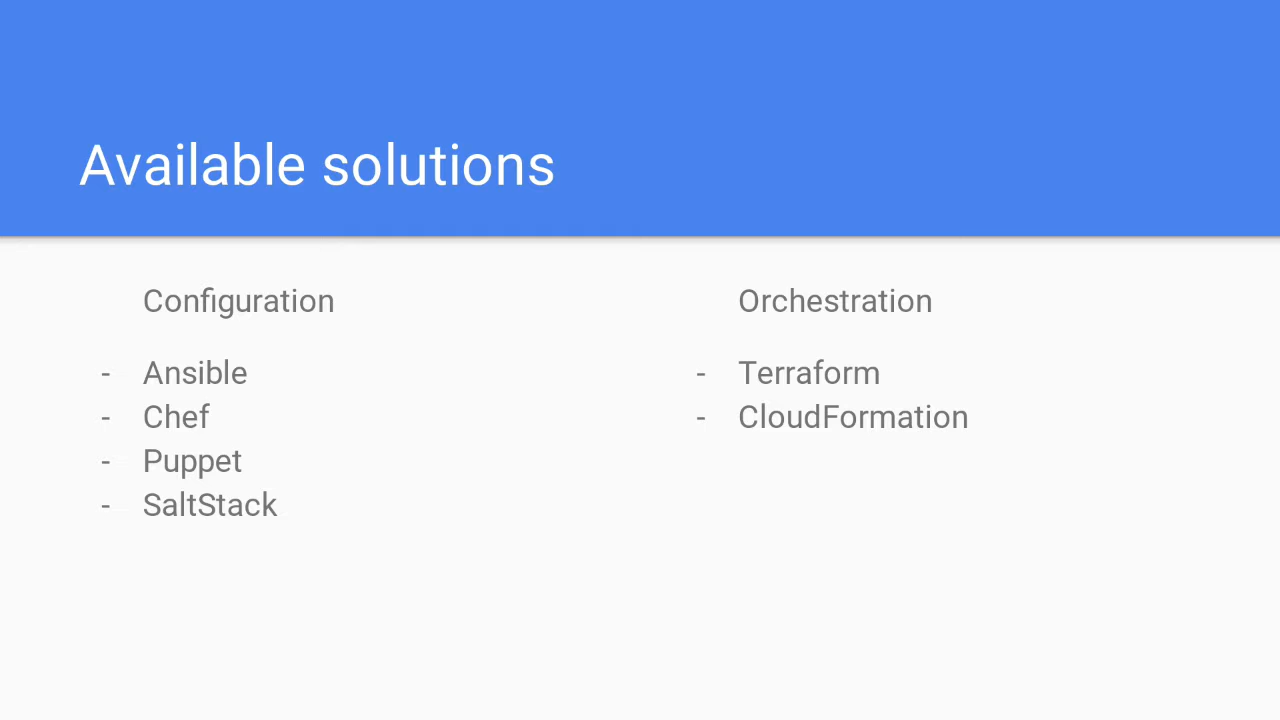 Available solutions
Configuration
- Ansible
- Chef
- Puppet
- SaltStack
Orchestration
- Terraform
- CloudFormation